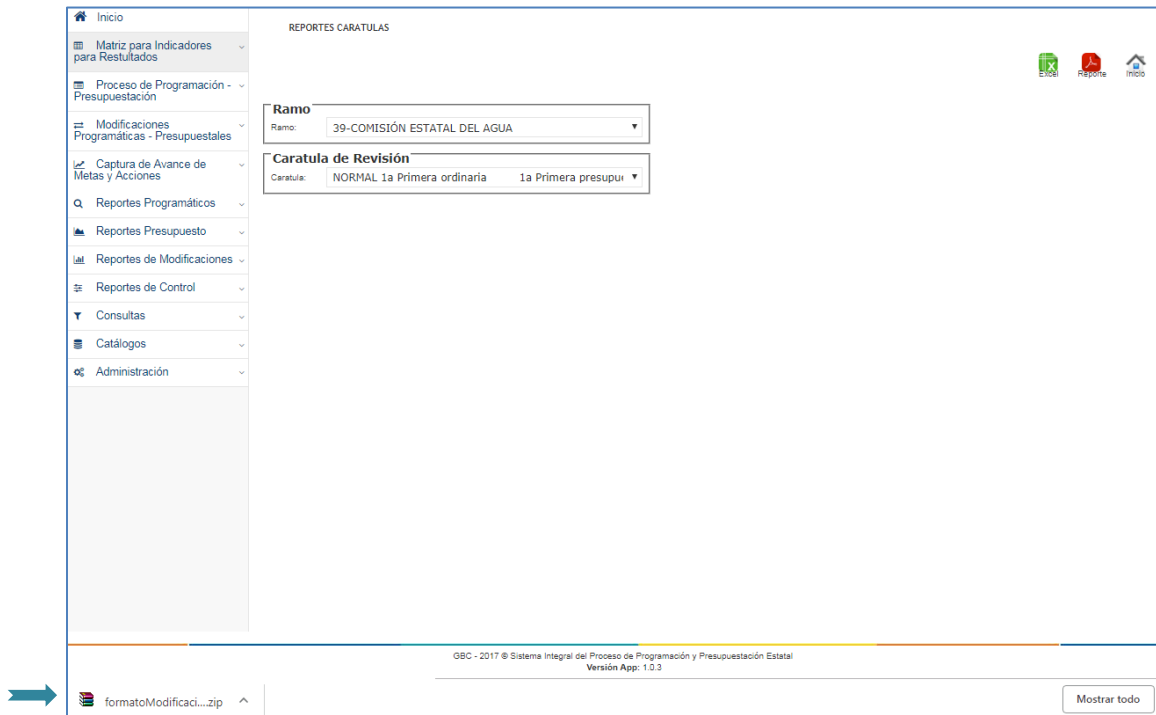 Inicio
Matriz para Indicadores
para Restultados
Proceso de Programación -
Presupuestación
Modificaciones
Programáticas - Presupuestales
Captura de Avance de
Metas y Acciones
Reportes Programáticos
Reportes Presupuesto
Reportes de Modificaciones
Reportes de Control
Consultas
Catálogos
Administración
REPORTES CARATULAS
Excel Reporte Inicio
Ramo
Ramo: 39-COMISIÓN ESTATAL DEL AGUA
Caratula de Revisión
Caratula: NORMAL 1a Primera ordinaria 1a Primera presupu
GBC - 2017 © Sistema Integral del Proceso de Programación y Presupuestación Estatal
Versión App: 1.0.3
formatoModificaci....zip
Mostrar todo